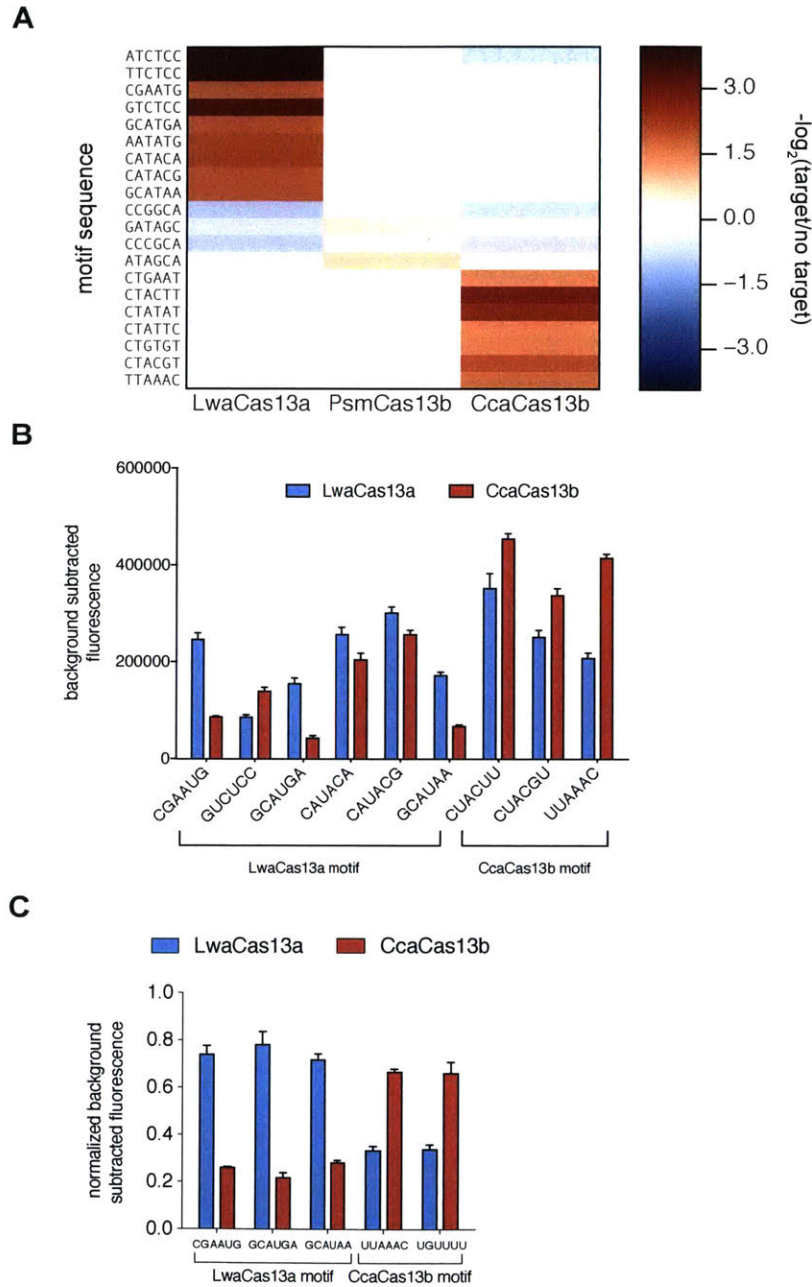 A
motif sequence
ATCTCC
TTCTCC
CGAATG
GTCTCC
GCATGA
AATATG
CATACA
CATACG
GCATAA
CCGGCA
GATAGC
CCCGCA
ATAGCA
CTGAAT
CTACTT
CTATAT
CTATTC
CTGTGT
CTACGT
TTAAAC
LwaCas13a PsmCas13b CcaCas13b
3.0
1.5
0.0
-1.5
-3.0
-log2(target/no target)
B
background subtracted
fluorescence
600000
400000
200000
0
LwaCas13a CcaCas13b
CGAAUG GUCUCC GCAUGA CAUACA CAUACG GCAUAA CUACUU CUACGU UUAAAC
LwaCas13a motif CcaCas13b motif
C
LwaCas13a CcaCas13b
normalized background
subtracted fluorescence
1.0
0.8
0.6
0.4
0.2
0.0
CGAAUG GCAUGA GCAUAA UUAAAC UGUUUU
LwaCas13a motif CcaCas13b motif